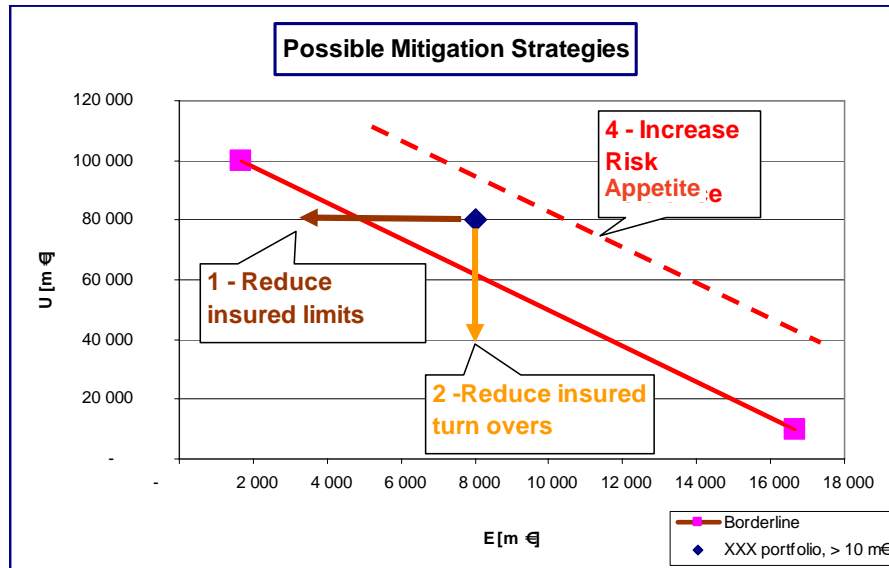 Possible Mitigation Strategies
120 000
100 000
80 000
60 000
40 000
20 000
-
U [m €]
4 - Increase
Risk
Appetite
1 - Reduce
insured limits
2 -Reduce insured
turn overs
-
2 000
4 000
6 000
8 000
10 000
12 000
14 000
16 000
18 000
E [m €]
Borderline
XXX portfolio, > 10 m€